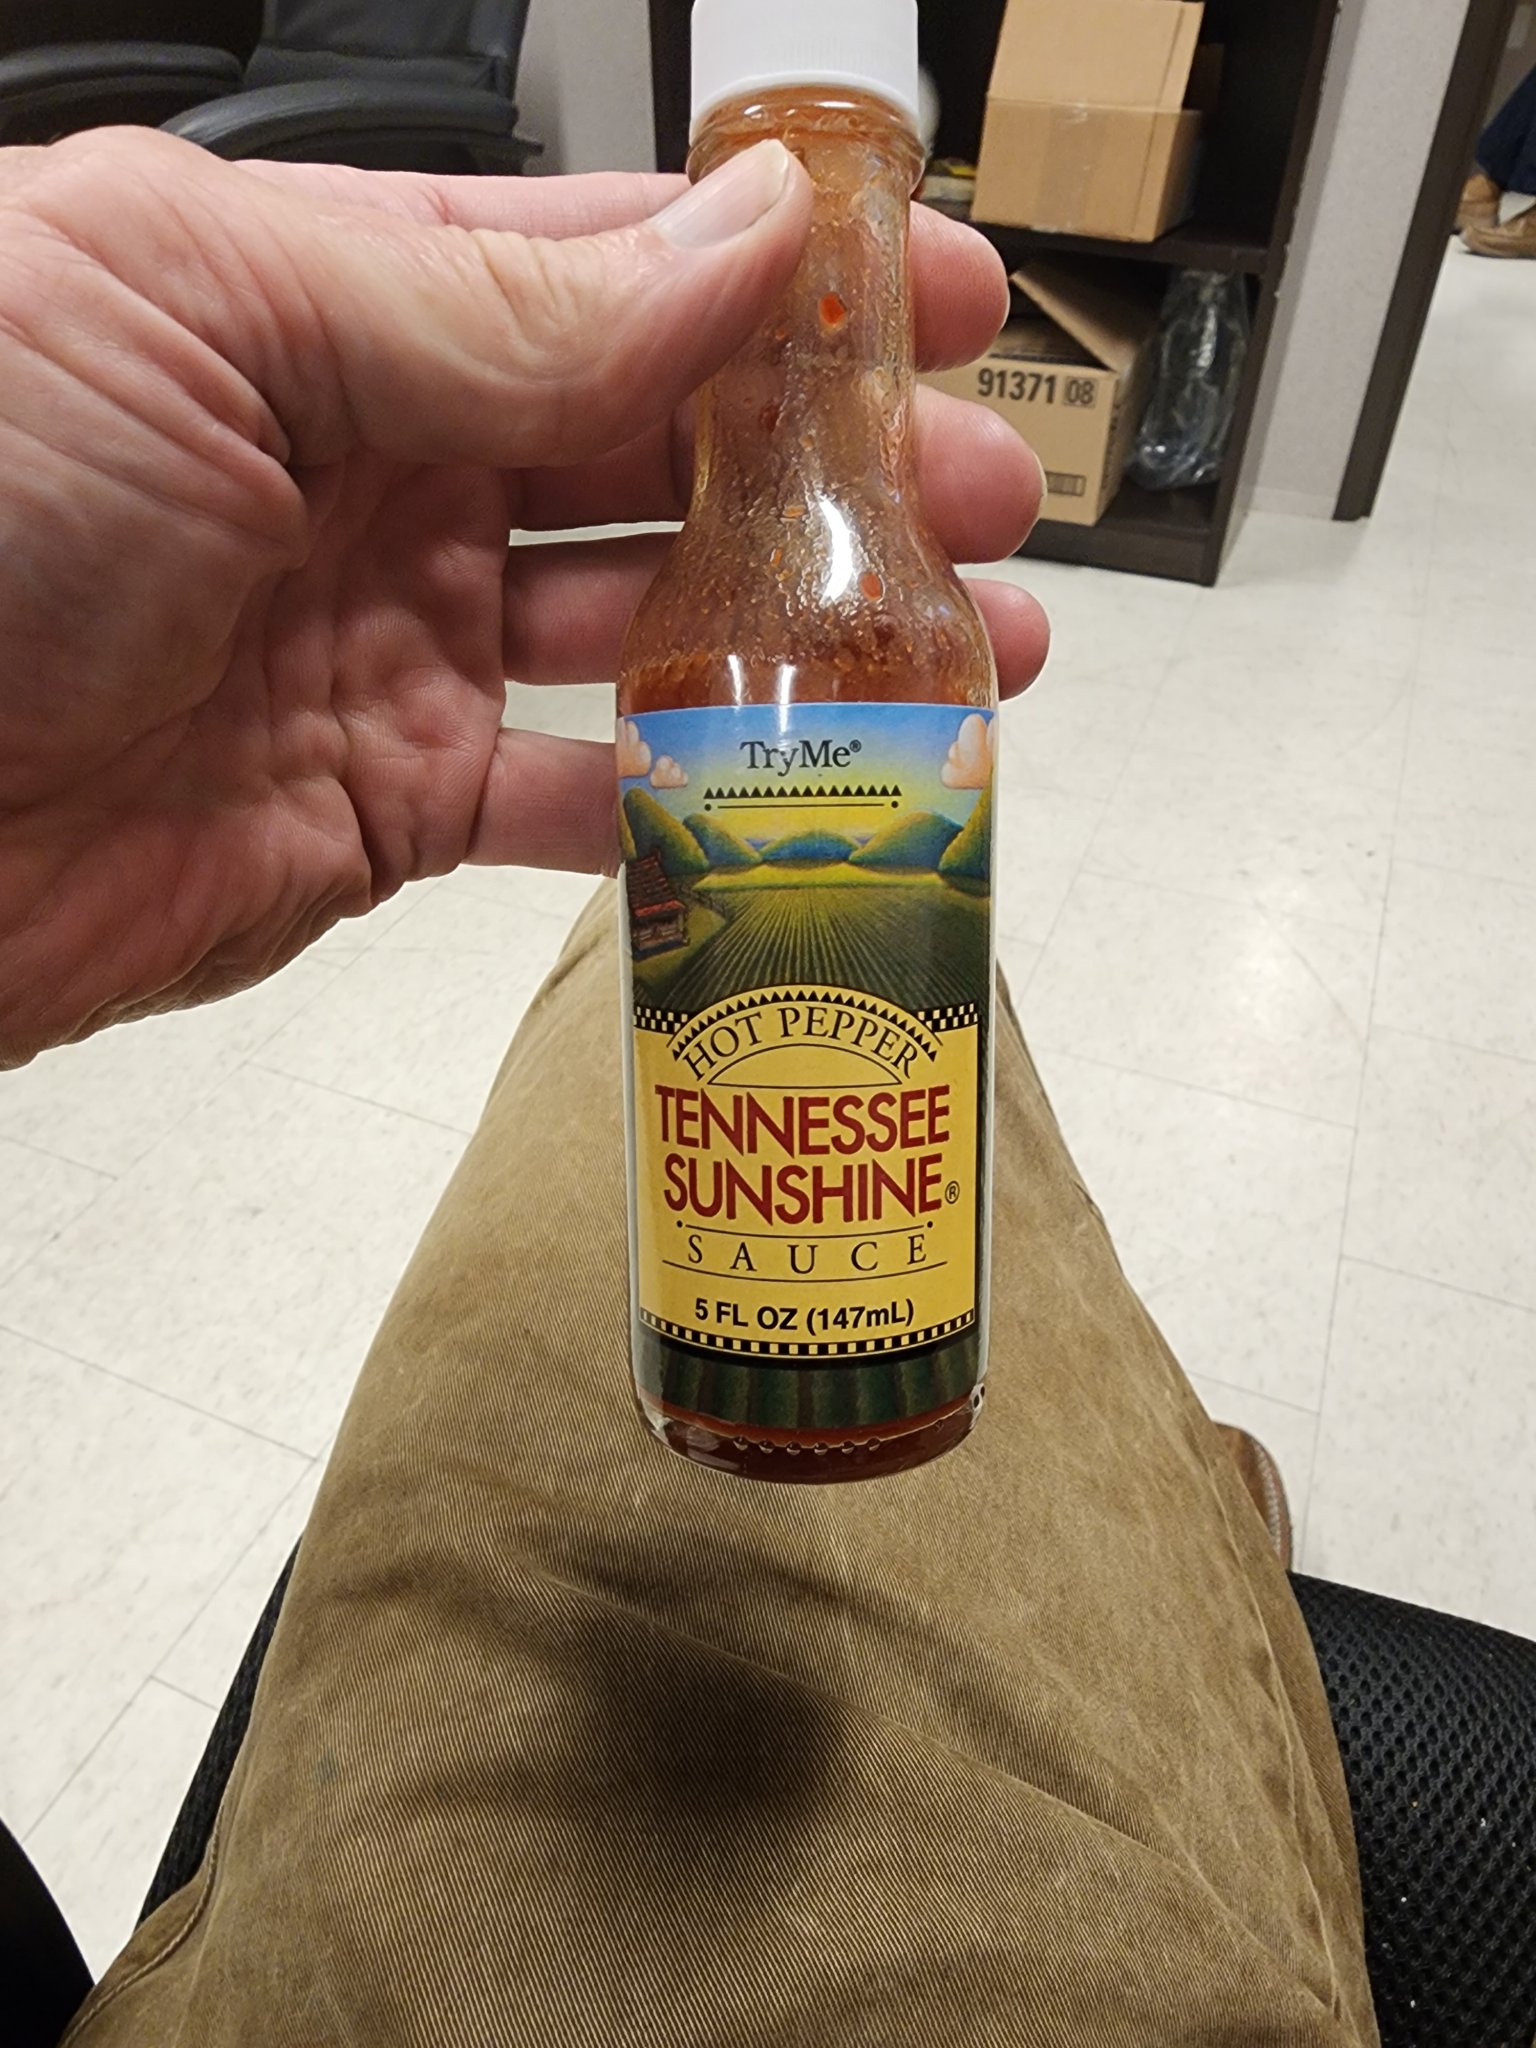 91371 08
TryMe®
HOT PEPPER
TENNESSEE
SUNSHINE®
SAUCE
5 FL OZ (147mL)